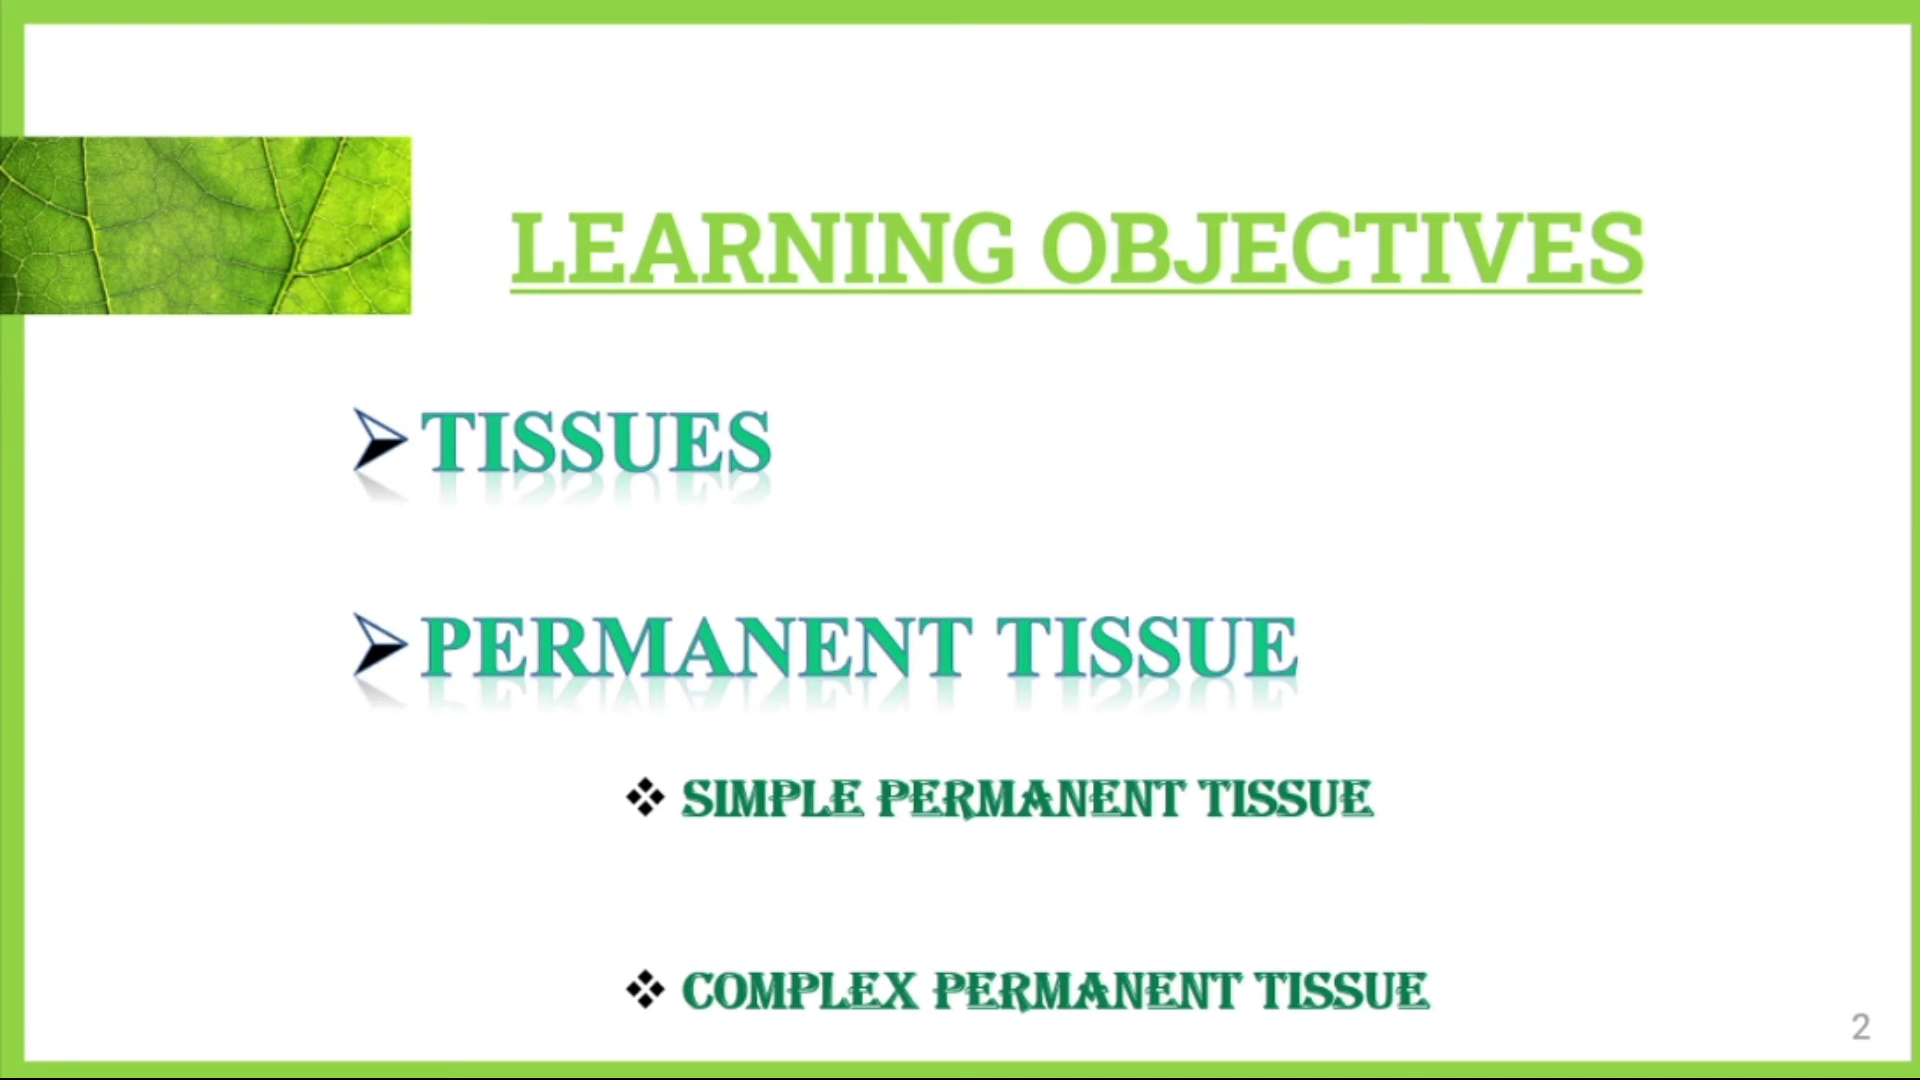 LEARNING OBJECTIVES
TISSUES
PERMANENT TISSUE
SIMPLE PERMANENT TISSUE
COMPLEX PERMANENT TISSUE
2